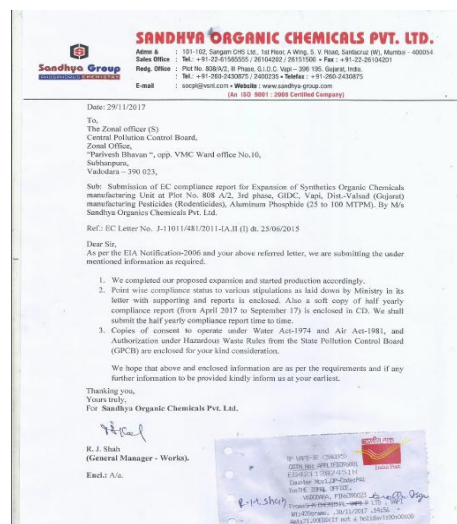 SANDHYA ORGANIC CHEMICALS PVT. LTD.
Sandhya Group
Admn & Sales Office : 101-102, Sangam CHS Ltd., 1st Floor, A Wing, S. V. Road, Santacruz (W), Mumbai - 400054
Tel.: +91-22-61565555 / 26104202 / 26151506 • Fax : +91-22-26104201
Redg. Office : Plot No. 808/A/2, III Phase, G.I.D.C. Vapi – 396 195. Gujarat, India.
Tel.: +91-260-2430875 / 2400235 • Telefax : +91-260-2430875
E-mail : socpl@vsnl.com • Website : www.sandhya-group.com
(An ISO 9001 : 2008 Certified Company)
Date: 29/11/2017
To,
The Zonal officer (S)
Central Pollution Control Board,
Zonal Office,
“Parivesh Bhavan “, opp. VMC Ward office No.10,
Subhanpura,
Vadodara – 390 023,
Sub: Submission of EC compliance report for Expansion of Synthetics Organic Chemicals
manufacturing Unit at Plot No. 808 A/2, 3rd phase, GIDC, Vapi, Dist.-Valsad (Gujarat)
manufacturing Pesticides (Rodenticides), Aluminum Phosphide (25 to 100 MTPM). By M/s
Sandhya Organics Chemicals Pvt. Ltd.
Ref.: EC Letter No. J-11011/481/2011-IA.II (I) dt. 25/06/2015
Dear Sir,
As per the EIA Notification-2006 and your above referred letter, we are submitting the under
mentioned information as required.
1. We completed our proposed expansion and started production accordingly.
2. Point wise compliance status to various stipulations as laid down by Ministry in its
letter with supporting and reports is enclosed. Also a soft copy of half yearly
compliance report (from April 2017 to September 17) is enclosed in CD. We shall
submit the half yearly compliance report time to time.
3. Copies of consent to operate under Water Act-1974 and Air Act-1981, and
Authorization under Hazardous Waste Rules from the State Pollution Control Board
(GPCB) are enclosed for your kind consideration.
We hope that above and enclosed information are as per the requirements and if any
further information to be provided kindly inform us at your earliest.
Thanking you,
Yours truly,
For Sandhya Organic Chemicals Pvt. Ltd.
R. J. Shah
(General Manager - Works).
Encl.: A/a.
India Post
VADODARA, PIN:390023